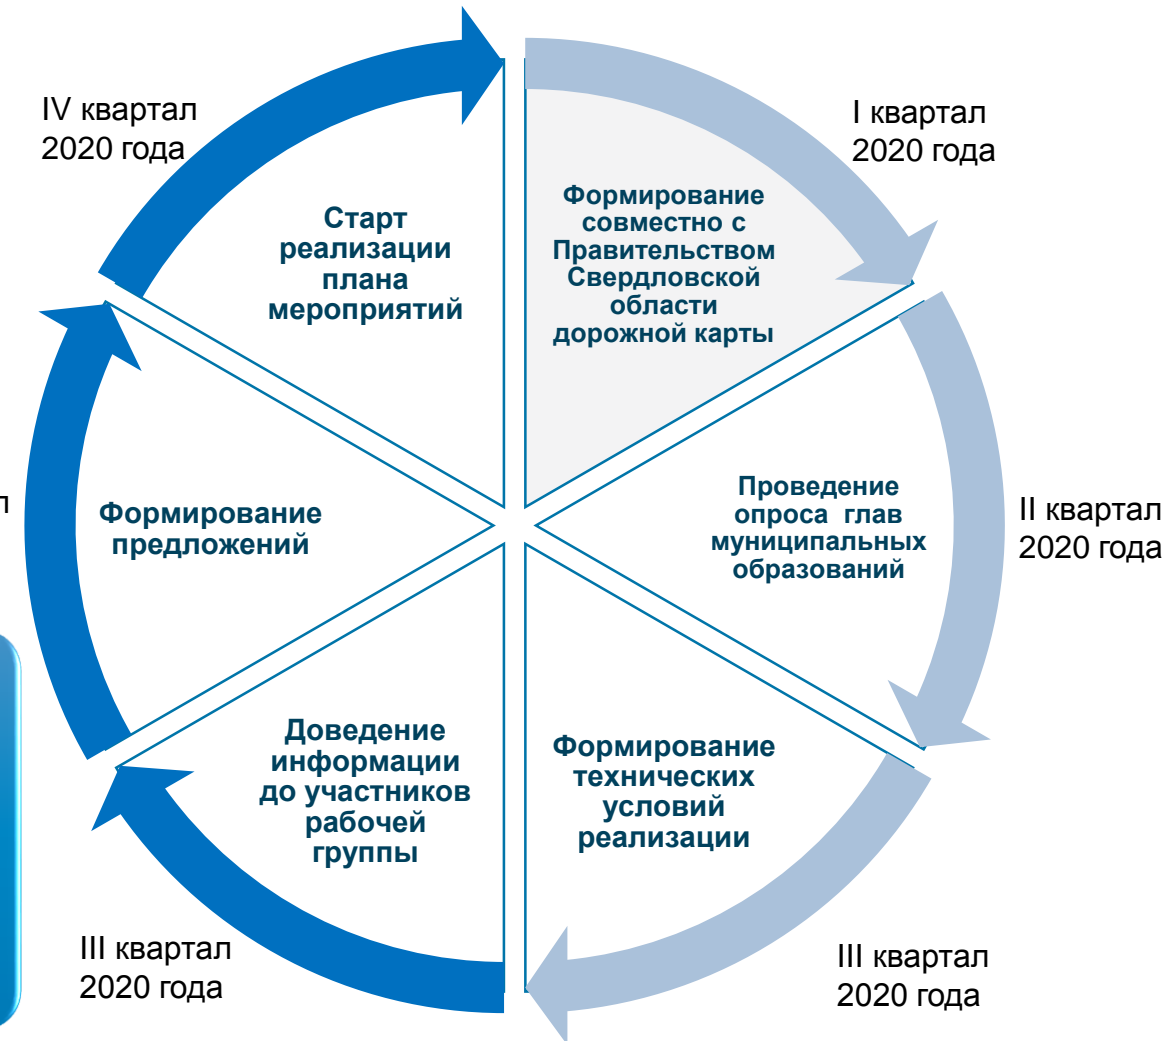 IV квартал
2020 года
I квартал
2020 года
Старт
реализации
плана
мероприятий
Формирование
совместно с
Правительством
Свердловской
области
дорожной карты
Формирование
предложений
Проведение
опроса глав
муниципальных
образований
II квартал
2020 года
Доведение
информации
до участников
рабочей
группы
Формирование
технических
условий
реализации
III квартал
2020 года
III квартал
2020 года